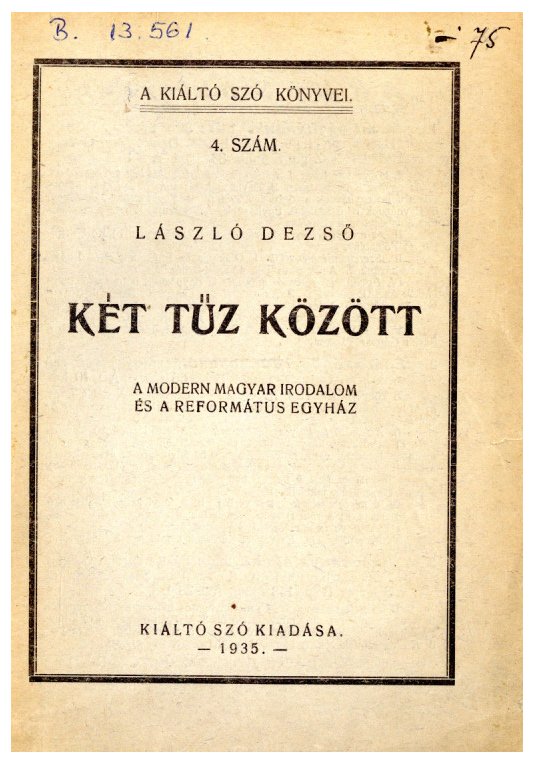 B. 13.561.
75
A KIÁLTÓ SZÓ KÖNYVEI.
4. SZÁM.
LÁSZLÓ DEZSŐ
KÉT TŰZ KÖZÖTT
A MODERN MAGYAR IRODALOM
ÉS A REFORMÁTUS EGYHÁZ
KIÁLTÓ SZÓ KIADÁSA.
— 1935. —